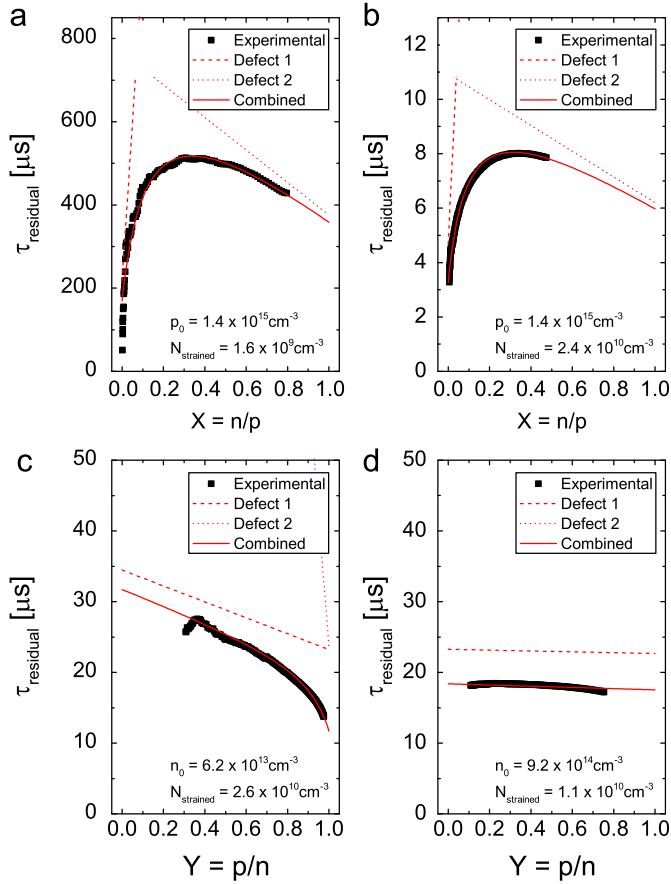 a
800
600
400
200
0
τresidual [μs]
Experimental
Defect 1
Defect 2
Combined
p0 = 1.4 x 10^15cm^-3
Nstrained = 1.6 x 10^9cm^-3
0.0 0.2 0.4 0.6 0.8 1.0
X = n/p
b
12
10
8
6
4
2
0
τresidual [μs]
Experimental
Defect 1
Defect 2
Combined
p0 = 1.4 x 10^15cm^-3
Nstrained = 2.4 x 10^10cm^-3
0.0 0.2 0.4 0.6 0.8 1.0
X = n/p
c
50
40
30
20
10
0
τresidual [μs]
Experimental
Defect 1
Defect 2
Combined
n0 = 6.2 x 10^13cm^-3
Nstrained = 2.6 x 10^10cm^-3
0.0 0.2 0.4 0.6 0.8 1.0
Y = p/n
d
50
40
30
20
10
0
τresidual [μs]
Experimental
Defect 1
Defect 2
Combined
n0 = 9.2 x 10^14cm^-3
Nstrained = 1.1 x 10^10cm^-3
0.0 0.2 0.4 0.6 0.8 1.0
Y = p/n